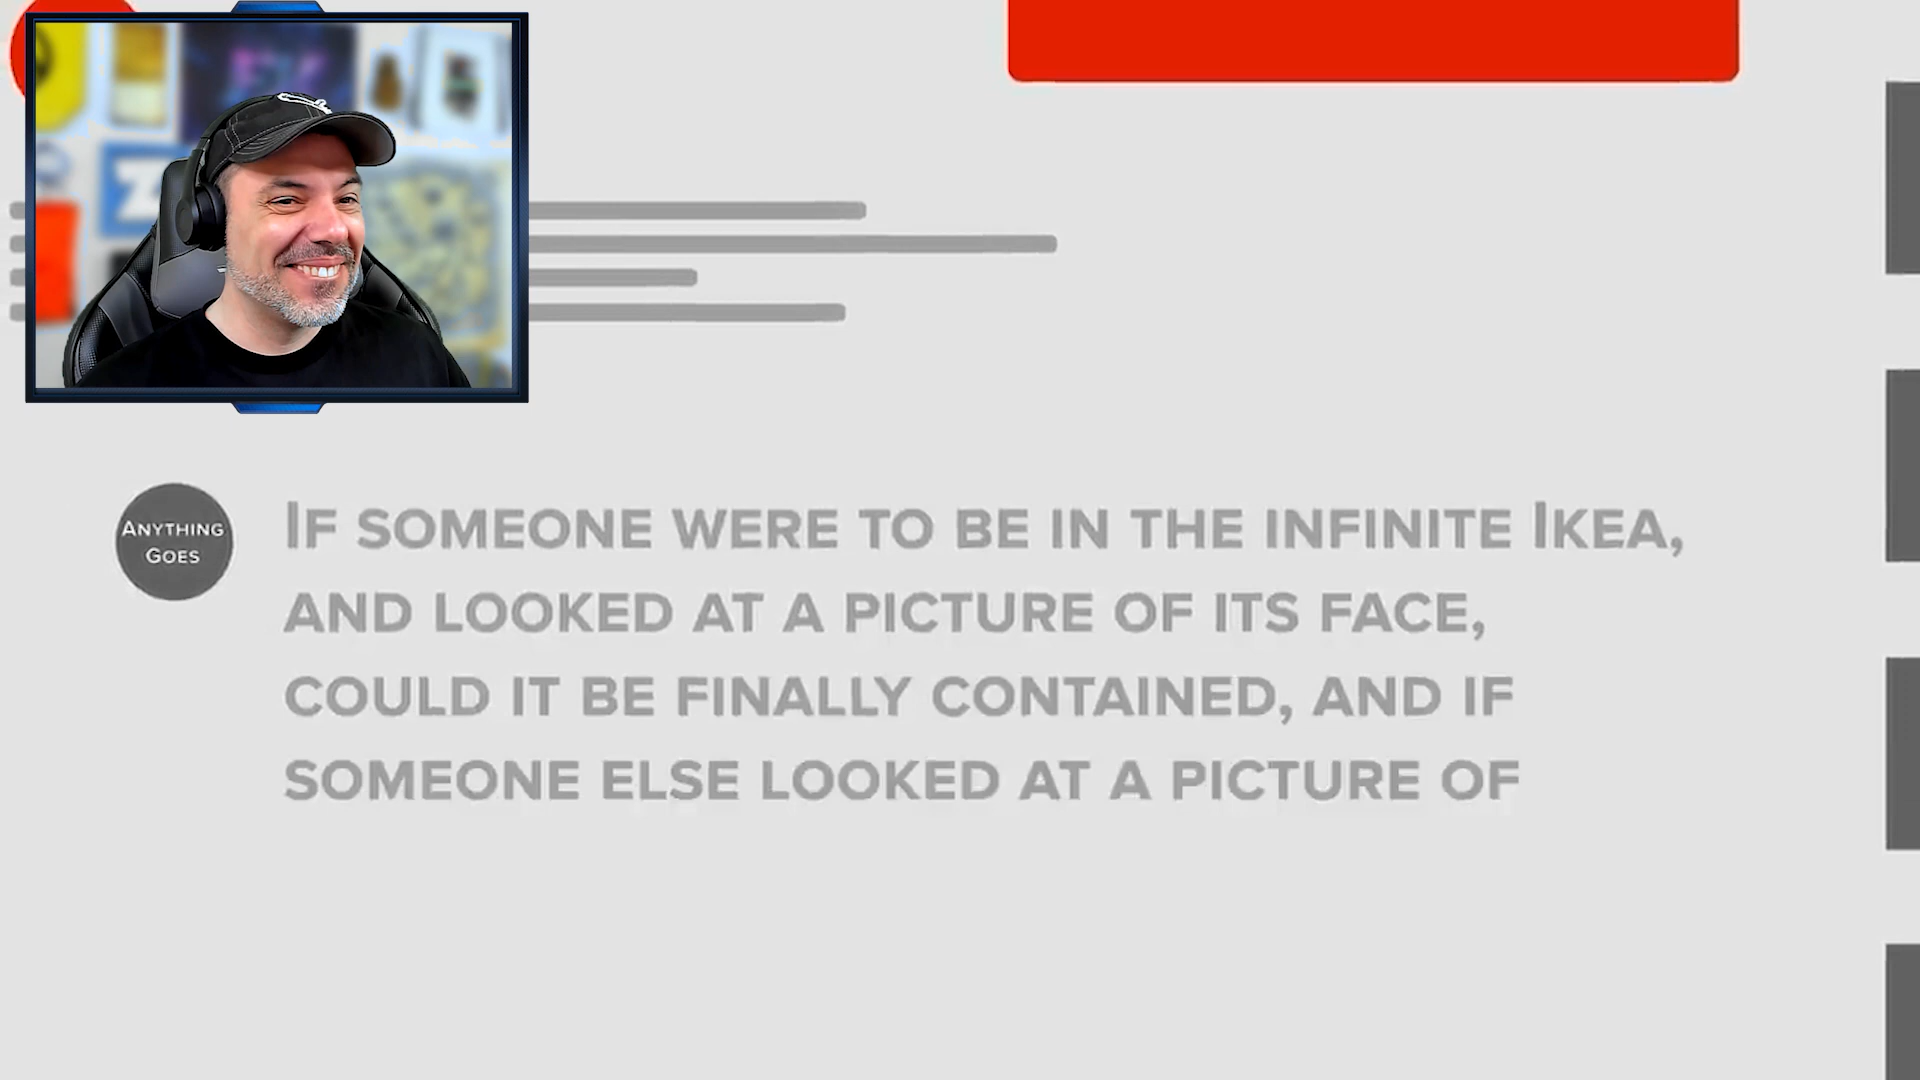 Anything
Goes
If someone were to be in the infinite Ikea,
and looked at a picture of its face,
could it be finally contained, and if
someone else looked at a picture of